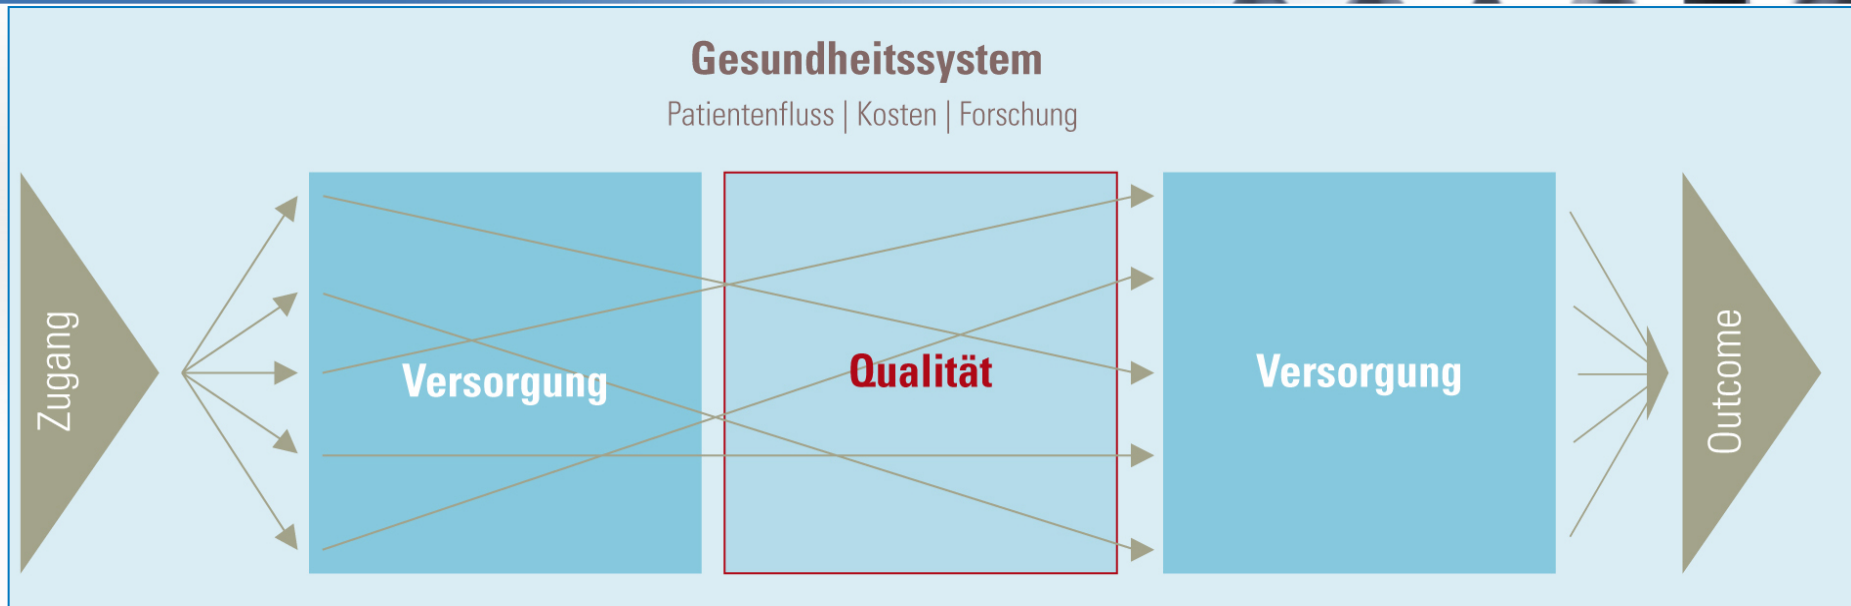 Gesundheitssystem
Patientenfluss | Kosten | Forschung
Zugang
Versorgung
Qualität
Versorgung
Outcome